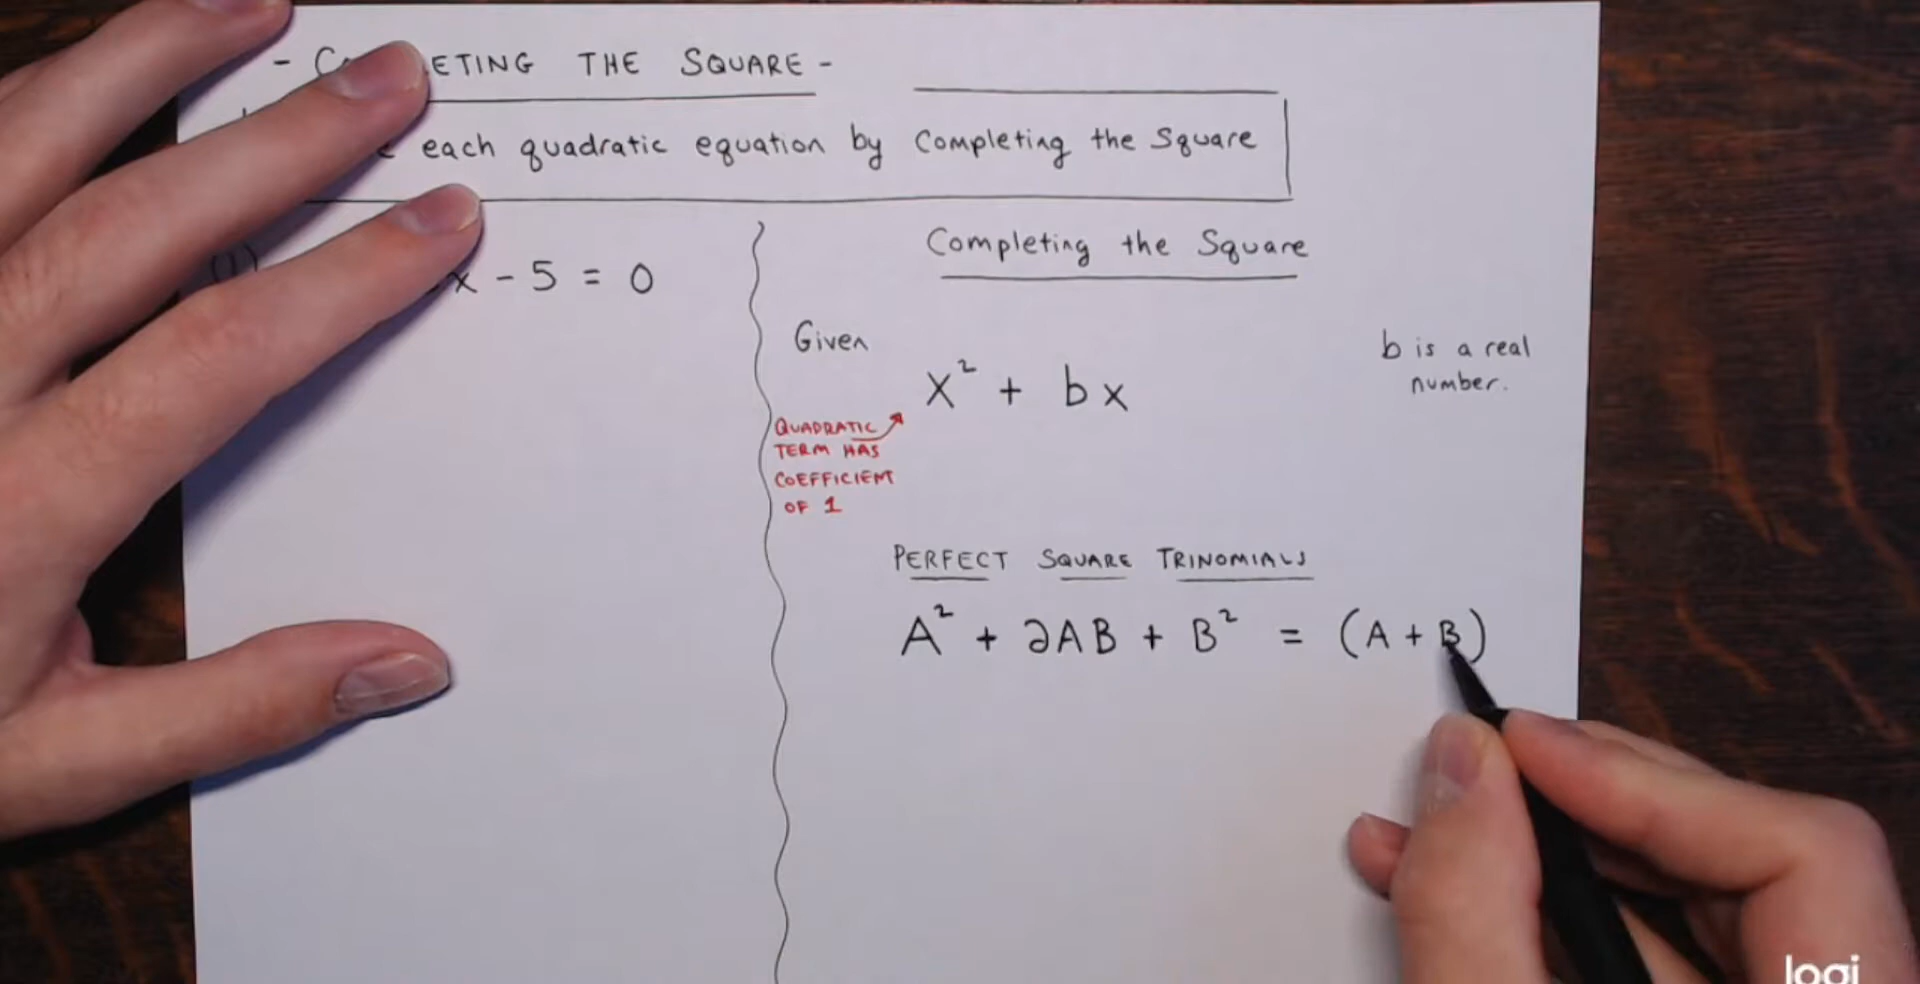 - COMPLETING THE SQUARE -
each quadratic equation by Completing the Square
x - 5 = 0
Completing the Square
Given
x² + bx
b is a real
number.
QUADRATIC
TERM HAS
COEFFICIENT
OF 1
PERFECT SQUARE TRINOMIALS
A² + 2AB + B² = (A + B)
logi